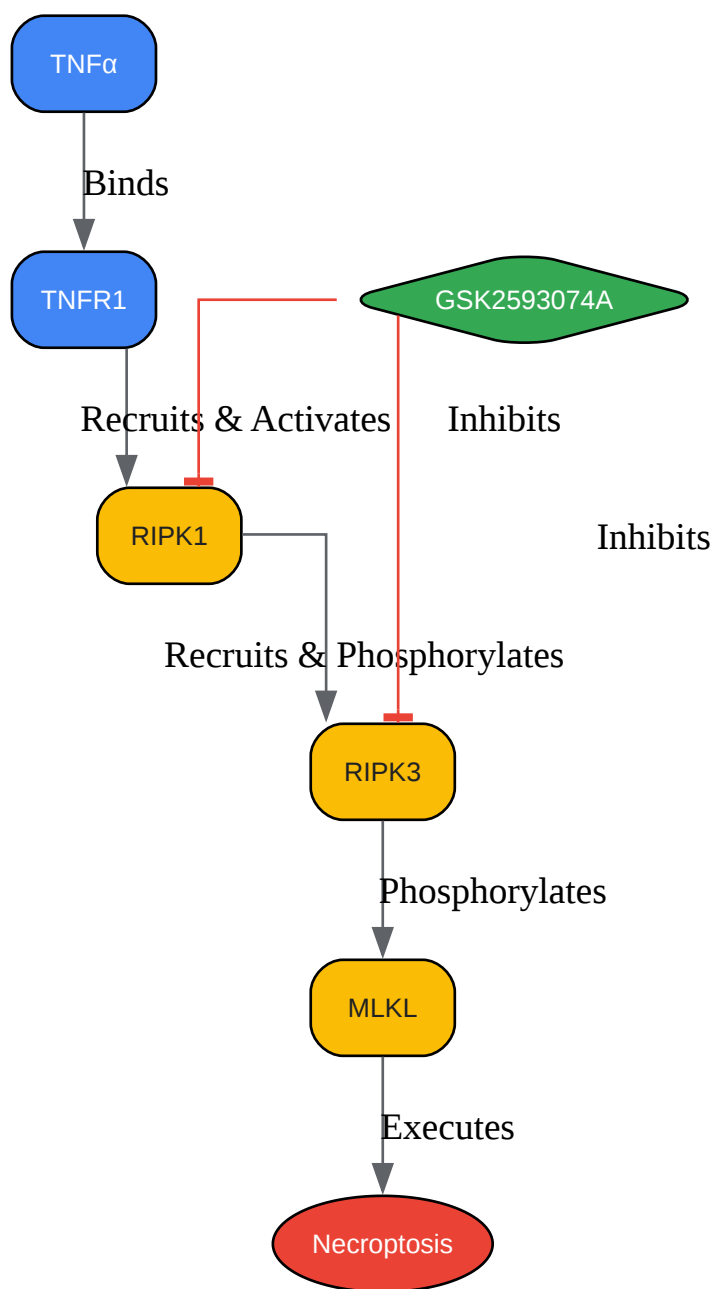 TNFα
Binds
TNFR1
GSK2593074A
Recruits & Activates
Inhibits
RIPK1
Inhibits
Recruits & Phosphorylates
RIPK3
Phosphorylates
MLKL
Executes
Necroptosis